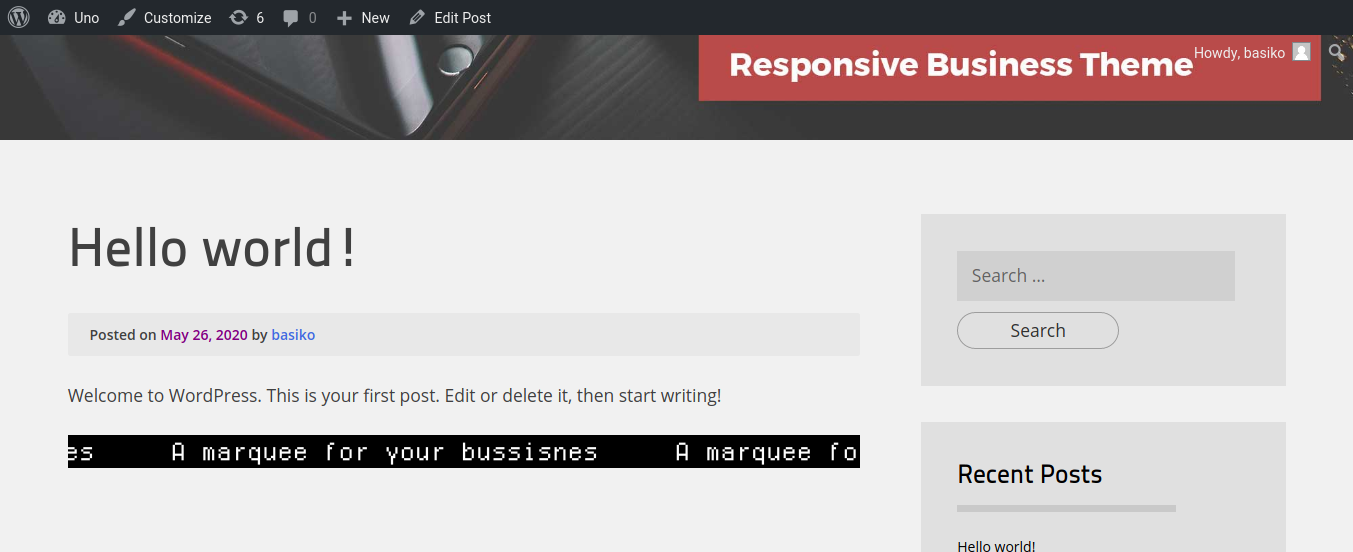 Uno Customize 6 0 New Edit Post
Responsive Business Theme
Howdy, basiko
Hello world!
Posted on May 26, 2020 by basiko
Welcome to WordPress. This is your first post. Edit or delete it, then start writing!
es A marquee for your bussisnes A marquee fo
Search ...
Search
Recent Posts
Hello world!